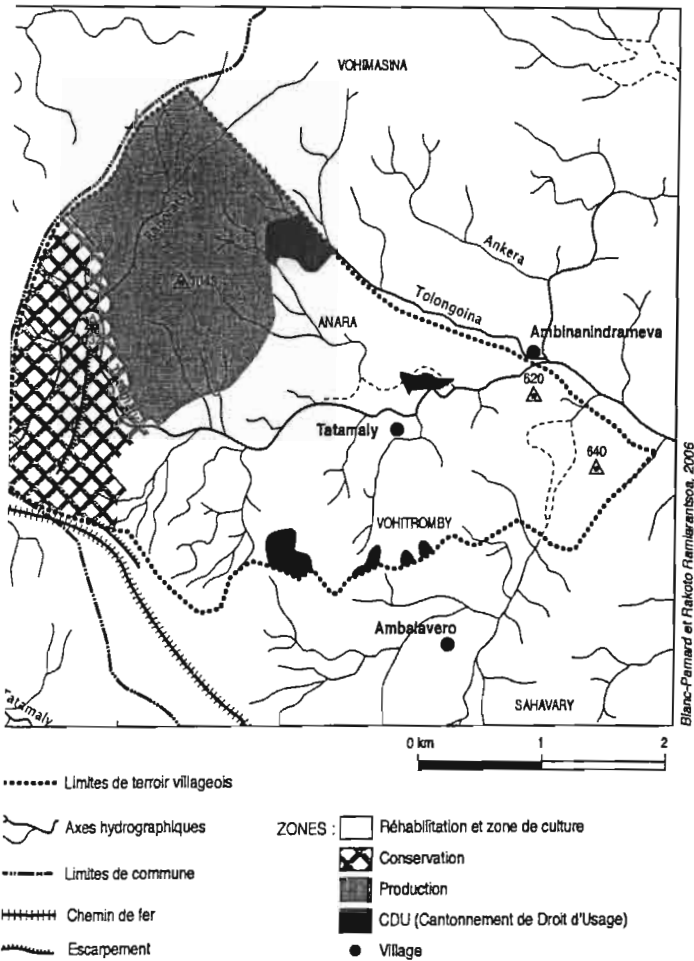 VOHIMASINA
Ankera
1045
Tolongoina
ANARA
Ambinanindrameva
620
Tatamaly
640
VOHITROMBY
Ambalavero
SAHAVARY
Tatamaly
Blanc-Pamard et Rakoto Ramiarantsoa, 2006
0 km 1 2
Limites de terroir villageois
Axes hydrographiques
Limites de commune
Chemin de fer
Escarpement
ZONES :
Réhabilitation et zone de culture
Conservation
Production
CDU (Cantonnement de Droit d'Usage)
Village